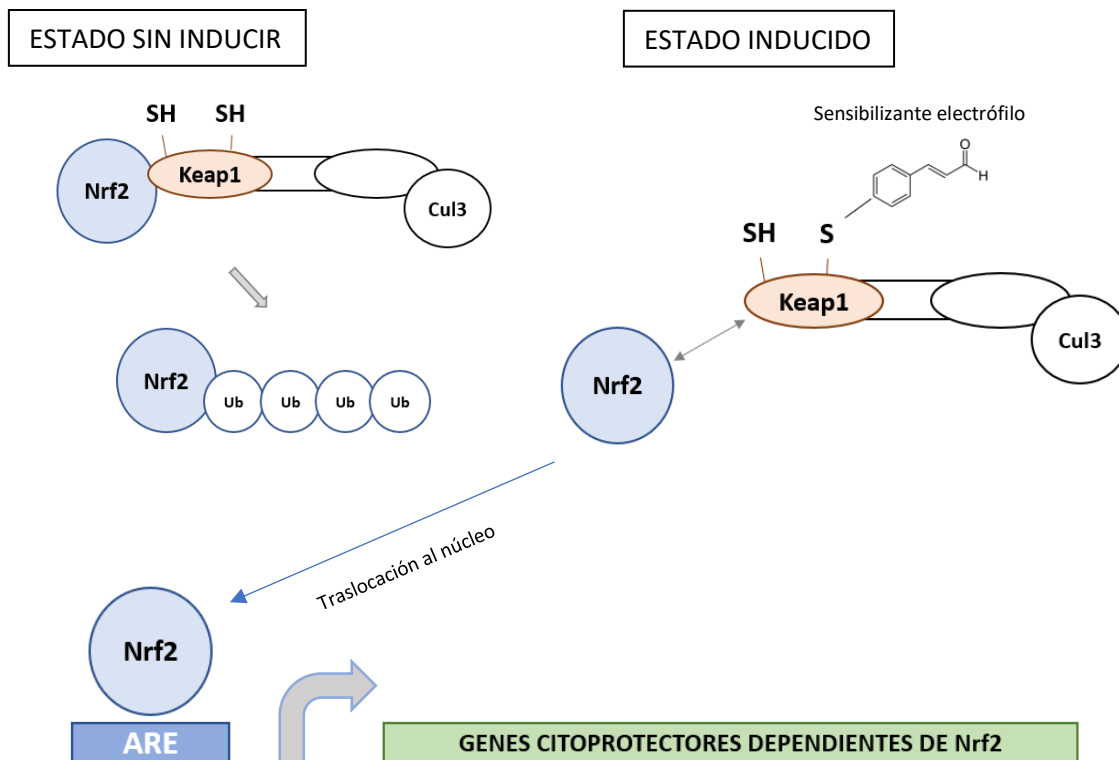 ESTADO SIN INDUCIR
SH SH
Nrf2
Keap1
Cul3
Nrf2
Ub Ub Ub Ub
ESTADO INDUCIDO
Sensibilizante electrófilo
O
H
SH S
Keap1
Cul3
Nrf2
Traslocación al núcleo
Nrf2
ARE
GENES CITOPROTECTORES DEPENDIENTES DE Nrf2